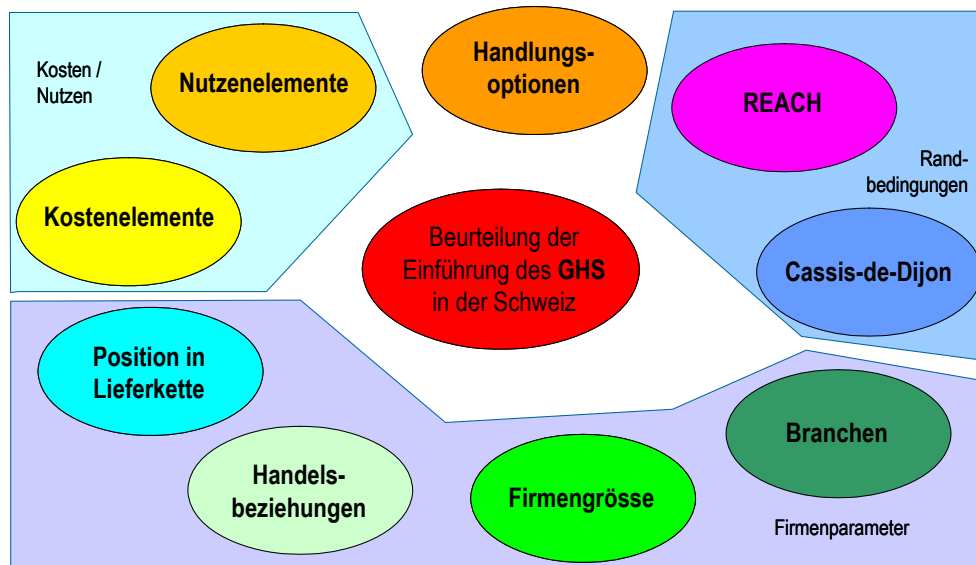 Kosten /
Nutzen
Nutzenelemente
Kostenelemente
Handlungs-
optionen
REACH
Rand-
bedingungen
Cassis-de-Dijon
Beurteilung der
Einführung des GHS
in der Schweiz
Position in
Lieferkette
Handels-
beziehungen
Firmengrösse
Branchen
Firmenparameter